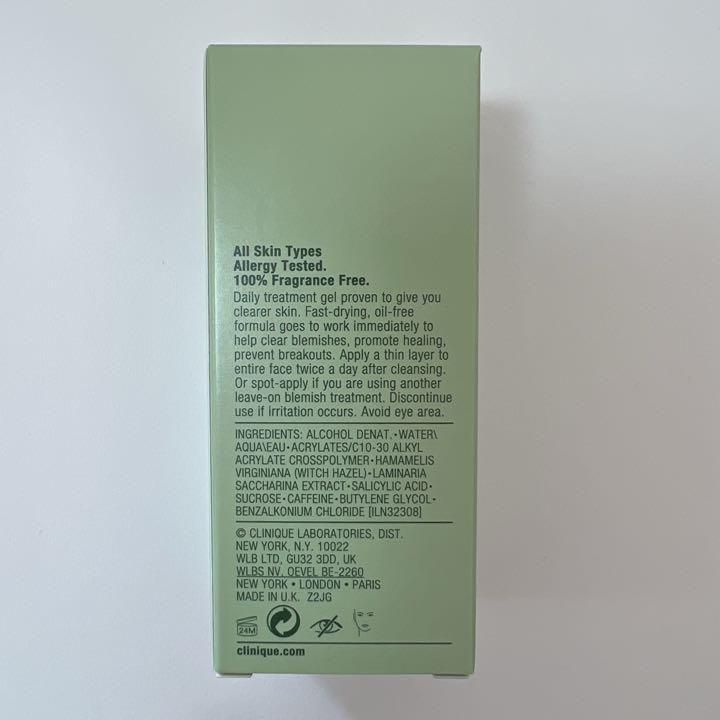 All Skin Types
Allergy Tested.
100% Fragrance Free.
Daily treatment gel proven to give you
clearer skin. Fast-drying, oil-free
formula goes to work immediately to
help clear blemishes, promote healing,
prevent breakouts. Apply a thin layer to
entire face twice a day after cleansing.
Or spot-apply if you are using another
leave-on blemish treatment. Discontinue
use if irritation occurs. Avoid eye area.
INGREDIENTS: ALCOHOL DENAT.•WATER\
AQUA\EAU•ACRYLATES/C10-30 ALKYL
ACRYLATE CROSSPOLYMER•HAMAMELIS
VIRGINIANA (WITCH HAZEL)•LAMINARIA
SACCHARINA EXTRACT•SALICYLIC ACID•
SUCROSE•CAFFEINE•BUTYLENE GLYCOL•
BENZALKONIUM CHLORIDE [ILN32308]
© CLINIQUE LABORATORIES, DIST.
NEW YORK, N.Y. 10022
WLB LTD, GU32 3DD, UK
WLBS NV, OEVEL BE-2260
NEW YORK • LONDON • PARIS
MADE IN U.K. Z2JG
24M
clinique.com